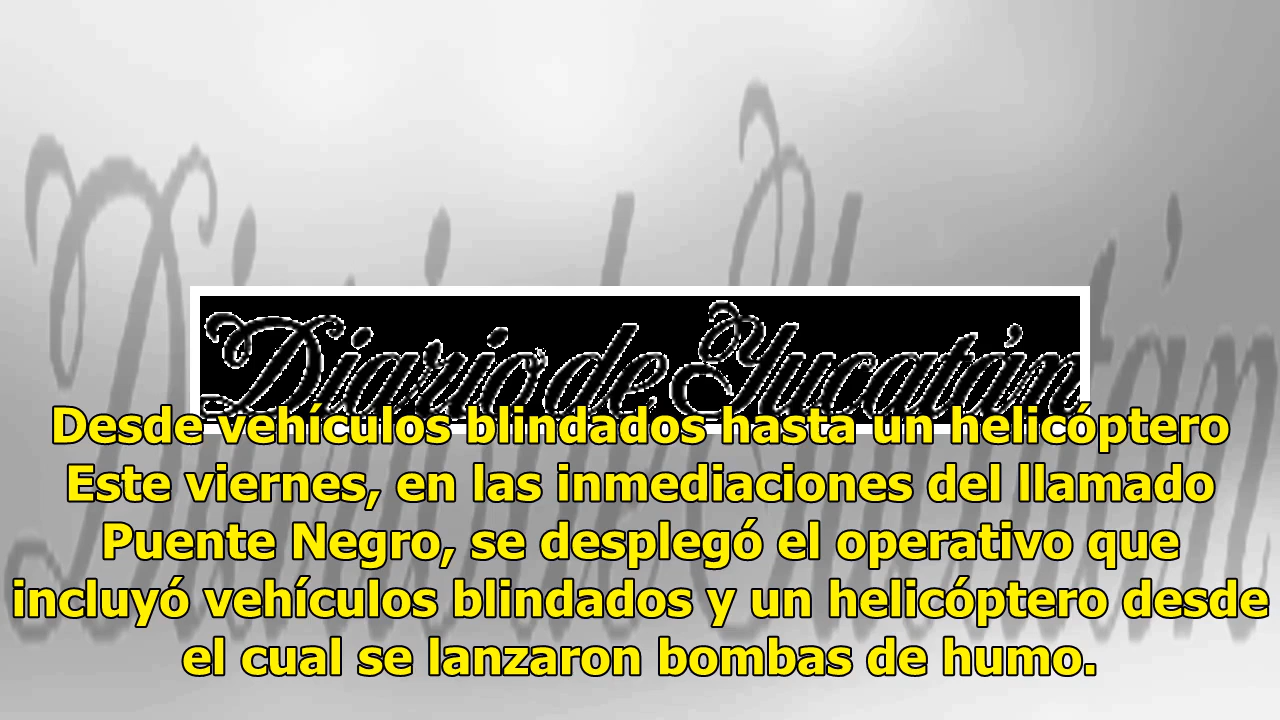 Diario de Yucatán
Desde vehículos blindados hasta un helicóptero
Este viernes, en las inmediaciones del llamado
Puente Negro, se desplegó el operativo que
incluyó vehículos blindados y un helicóptero desde
el cual se lanzaron bombas de humo.